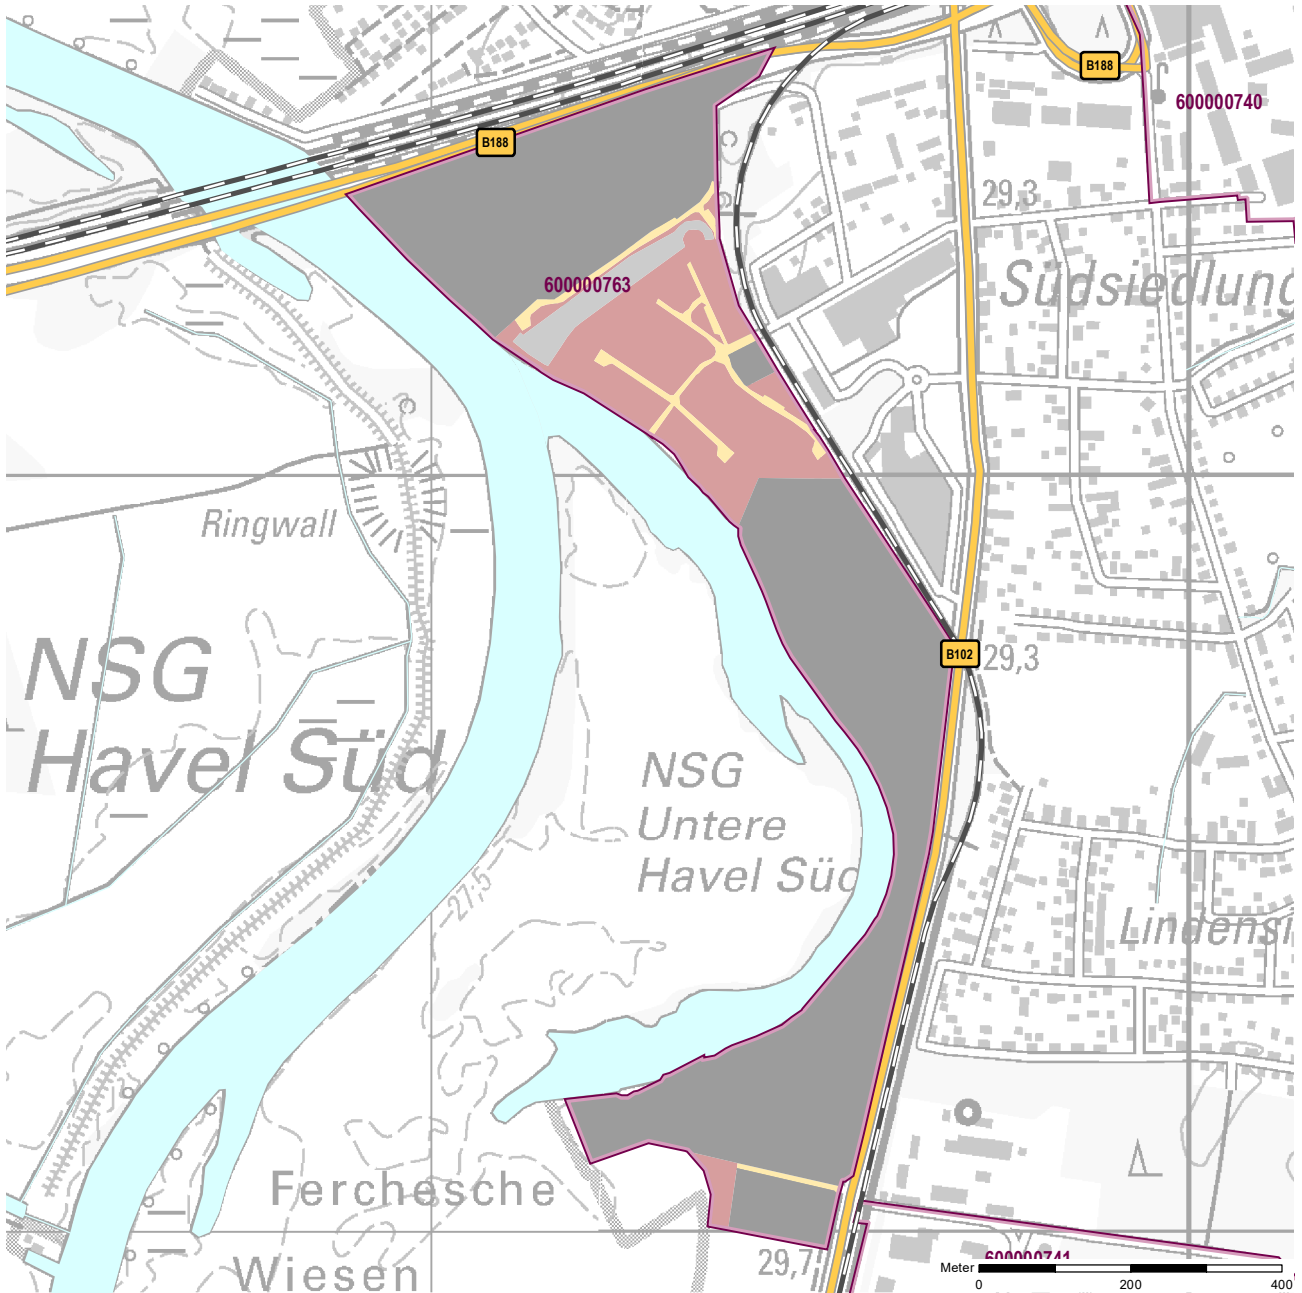 B188
600000740
B188
29,3
Südsiedlung
600000763
Ringwall
NSG
Havel Süd
B102
29,3
NSG
Untere
Havel Süd
27,5
Lindensi
Ferchesche
Wiesen
29,7
600000741
Meter
0 200 400